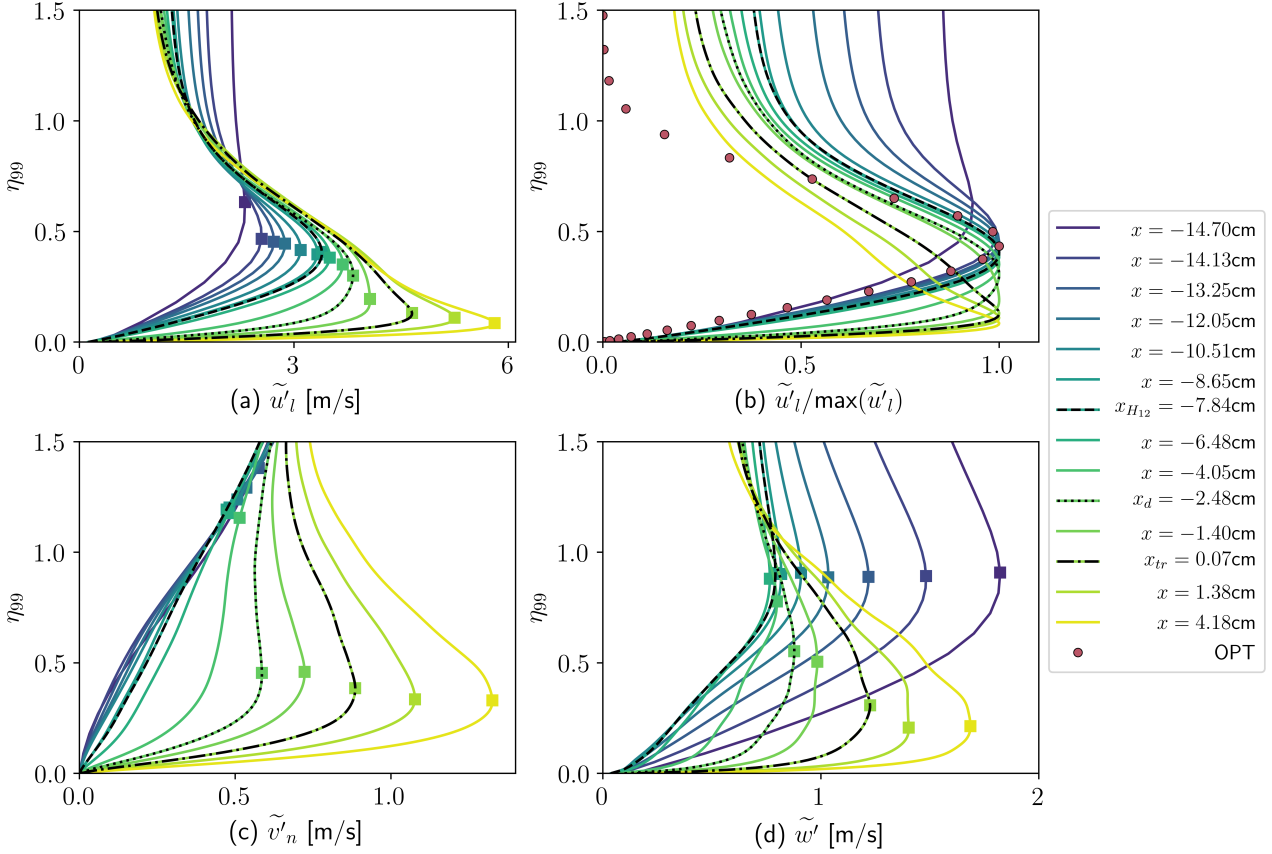 1.5
1.0
0.5
0.0
η99
0
3
6
(a) ũ′l [m/s]
1.5
1.0
0.5
0.0
η99
0.0
0.5
1.0
(b) ũ′l/max(ũ′l)
1.5
1.0
0.5
0.0
η99
0.0
0.5
1.0
(c) ṽ′n [m/s]
1.5
1.0
0.5
0.0
η99
0
1
2
(d) w̃′ [m/s]
x = −14.70cm
x = −14.13cm
x = −13.25cm
x = −12.05cm
x = −10.51cm
x = −8.65cm
xH12 = −7.84cm
x = −6.48cm
x = −4.05cm
xd = −2.48cm
x = −1.40cm
xtr = 0.07cm
x = 1.38cm
x = 4.18cm
OPT